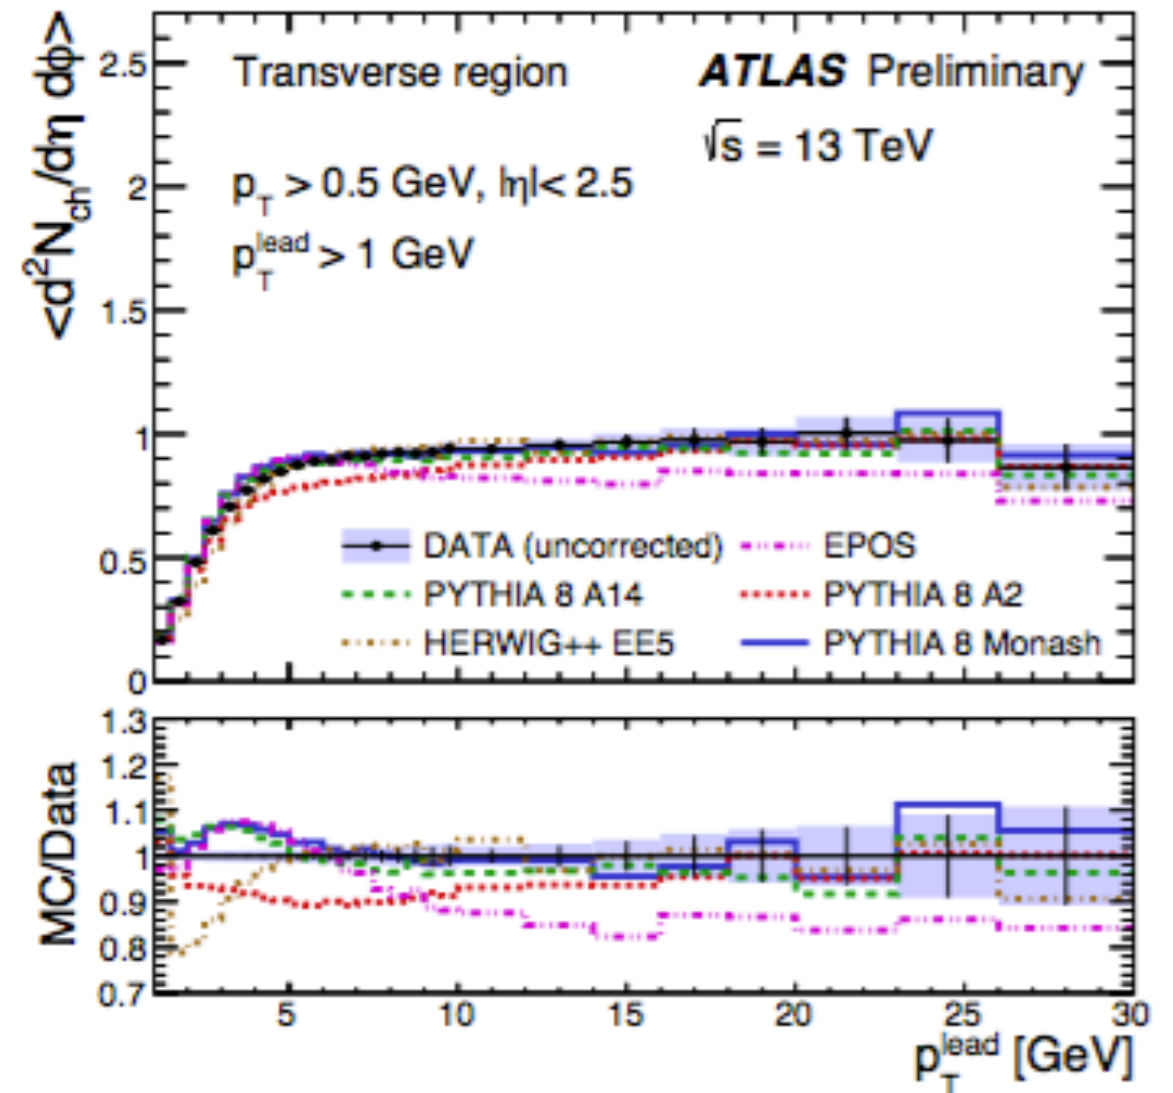 <d²N_ch/dη dϕ>
2.5
2
1.5
1
0.5
0
Transverse region
ATLAS Preliminary
√s = 13 TeV
p_T > 0.5 GeV, |η|< 2.5
p_T^lead > 1 GeV
DATA (uncorrected)
EPOS
PYTHIA 8 A14
PYTHIA 8 A2
HERWIG++ EE5
PYTHIA 8 Monash
MC/Data
1.3
1.2
1.1
1
0.9
0.8
0.7
5 10 15 20 25 30
p_T^lead [GeV]